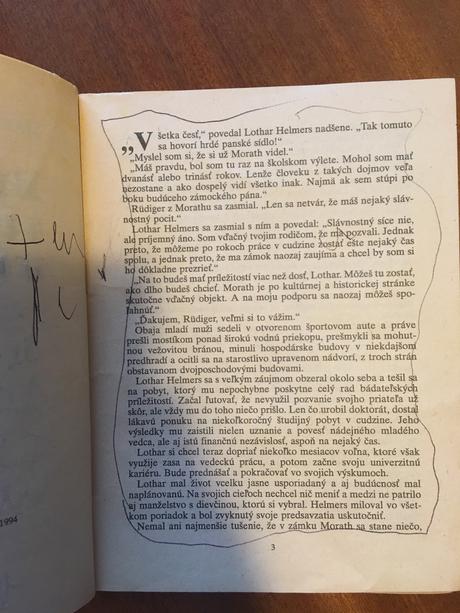 1994
„Všetka česť,“ povedal Lothar Helmers nadšene. „Tak tomuto
sa hovorí hrdé panské sídlo!“
„Myslel som si, že si už Morath videl.“
„Máš pravdu, bol som tu raz na školskom výlete. Mohol som mať
dvanásť alebo trinásť rokov. Lenže človeku z takých dojmov veľa
nezostane a ako dospelý vidí všetko inak. Najmä ak sem stúpi po
boku budúceho zámockého pána.“
Rüdiger z Morathu sa zasmial. „Len sa netvár, že máš nejaký sláv-
nostný pocit.“
Lothar Helmers sa zasmial s ním a povedal: „Slávnostný síce nie,
ale príjemný áno. Som vďačný tvojim rodičom, že ma pozvali. Jednak
preto, že môžeme po rokoch práce v cudzine zostať ešte nejaký čas
spolu, a jednak preto, že ma zámok naozaj zaujíma a chcel by som si
ho dôkladne prezrieť.“
„Na to budeš mať príležitostí viac než dosť, Lothar. Môžeš tu zostať,
ako dlho budeš chcieť. Morath je po kultúrnej a historickej stránke
skutočne vďačný objekt. A na moju podporu sa naozaj môžeš spo-
ľahnúť.“
„Ďakujem, Rüdiger, veľmi si to vážim.“
Obaja mladí muži sedeli v otvorenom športovom aute a práve
prešli mostíkom ponad širokú vodnú priekopu, prešmykli sa mohut-
nou vežovitou bránou, minuli hospodárske budovy v niekdajšom
predhradí a ocitli sa na starostlivo upravenom nádvorí, z troch strán
obstavanom dvojposchodovými budovami.
Lothar Helmers sa s veľkým záujmom obzeral okolo seba a tešil sa
na pobyt, ktorý mu nepochybne poskytne celý rad bádateľských
príležitostí. Začal ľutovať, že nevyužil pozvanie svojho priateľa už
skôr, ale vždy mu do toho niečo prišlo. Len čo urobil doktorát, dostal
lákavú ponuku na niekoľkoročný študijný pobyt v cudzine. Jeho
výsledky mu zaistili nielen uznanie a povesť nádejného mladého
vedca, ale aj istú finančnú nezávislosť, aspoň na nejaký čas.
Lothar si chcel teraz dopriať niekoľko mesiacov voľna, ktoré však
využije zasa na vedeckú prácu, a potom začne svoju univerzitnú
kariéru. Bude prednášať a pokračovať vo svojich výskumoch.
Lothar mal život vcelku jasne usporiadaný a aj budúcnosť mal
naplánovanú. Na svojich cieľoch nechcel nič meniť a medzi ne patrilo
aj manželstvo s dievčinou, ktorú si vybral. Helmers miloval vo všet-
kom poriadok a bol zvyknutý svoje predsavzatia uskutočniť.
Nemal ani najmenšie tušenie, že v zámku Morath sa stane niečo,
3